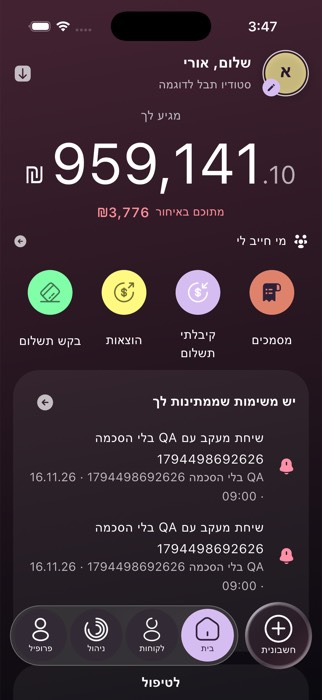 3:47
שלום, אורי
א
סטודיו תבל לדוגמה
מגיע לך
₪ 959,141.10
מתוכם באיחור ₪3,776
מי חייב לי
מסמכים
קיבלתי
תשלום
הוצאות
בקש תשלום
יש משימות שממתינות לך
שיחת מעקב עם QA בלי הסכמה
1794498692626
QA בלי הסכמה 1794498692626 · 16.11.26
· 09:00
שיחת מעקב עם QA בלי הסכמה
1794498692626
QA בלי הסכמה 1794498692626 · 16.11.26
· 09:00
חשבונית
בית
לקוחות
ניהול
פרופיל
לטיפול